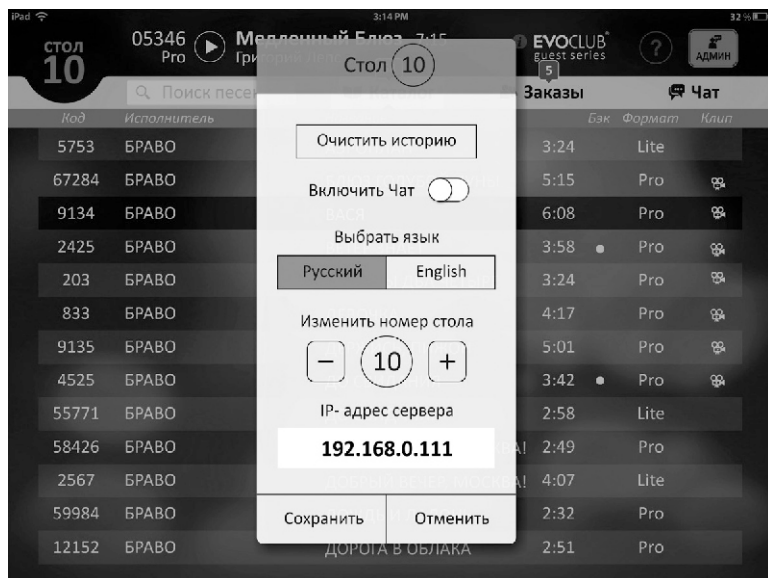 iPad 3:14 PM 32 %
СТОЛ 10
05346 Pro
Медленный Блюз 7:15
EVOCLUB guest series
?
АДМИН
5
Поиск песен
Заказы
Чат
Код Исполнитель Бэк Формат Клип
Стол 10
Очистить историю
Включить Чат
Выбрать язык
Русский English
Изменить номер стола
− 10 +
IP- адрес сервера
192.168.0.111
Сохранить Отменить
5753 БРАВО 3:24 Lite
67284 БРАВО 5:15 Pro
9134 БРАВО ВАСЯ 6:08 Pro
2425 БРАВО 3:58 Pro
203 БРАВО 3:24 Pro
833 БРАВО 4:17 Pro
9135 БРАВО 5:01 Pro
4525 БРАВО 3:42 Pro
55771 БРАВО 2:58 Lite
58426 БРАВО 2:49 Pro
2567 БРАВО ДОБРЫЙ ВЕЧЕР, МОСКВА! 4:07 Lite
59984 БРАВО 2:32 Pro
12152 БРАВО ДОРОГА В ОБЛАКА 2:51 Pro